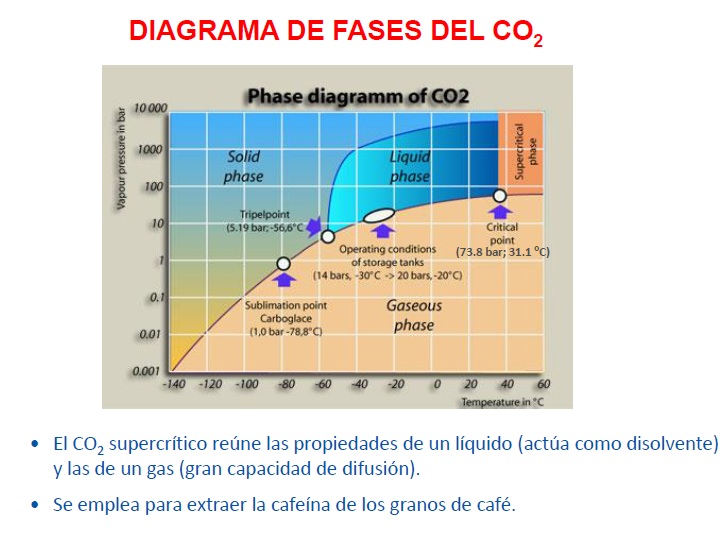 DIAGRAMA DE FASES DEL CO2
Phase diagramm of CO2
Vapour pressure in bar
10 000
1000
100
10
1
0.1
0.01
0.001
Solid
phase
Liquid
phase
Supercritical
phase
Tripelpoint
(5.19 bar;-56,6°C
Operating conditions
of storage tanks
(14 bars, -30°C -> 20 bars,-20°C)
Critical
point
(73.8 bar; 31.1 °C)
Sublimation point
Carboglace
(1,0 bar -78,8°C)
Gaseous
phase
-140 -120 -100 -80 -60 -40 -20 0 20 40 60
Temperature in °C
• El CO2 supercrítico reúne las propiedades de un líquido (actúa como disolvente)
y las de un gas (gran capacidad de difusión).
• Se emplea para extraer la cafeína de los granos de café.